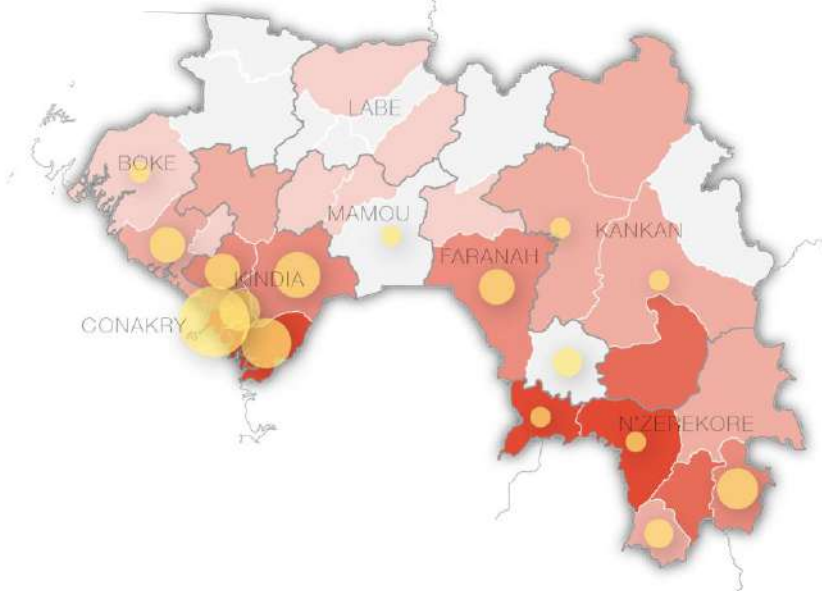 LABE
BOKE
MAMOU
KANKAN
FARANAH
KINDIA
CONAKRY
N'ZEREKORE